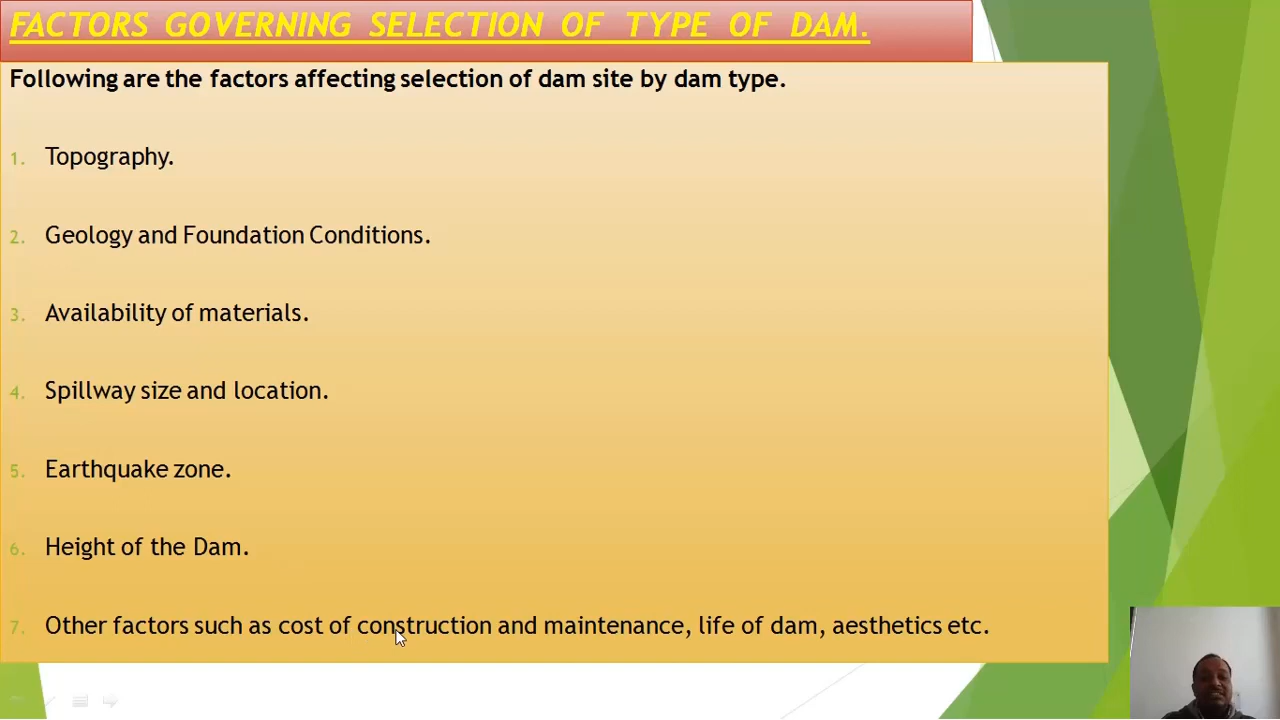 FACTORS GOVERNING SELECTION OF TYPE OF DAM.
Following are the factors affecting selection of dam site by dam type.
1. Topography.
2. Geology and Foundation Conditions.
3. Availability of materials.
4. Spillway size and location.
5. Earthquake zone.
6. Height of the Dam.
7. Other factors such as cost of construction and maintenance, life of dam, aesthetics etc.